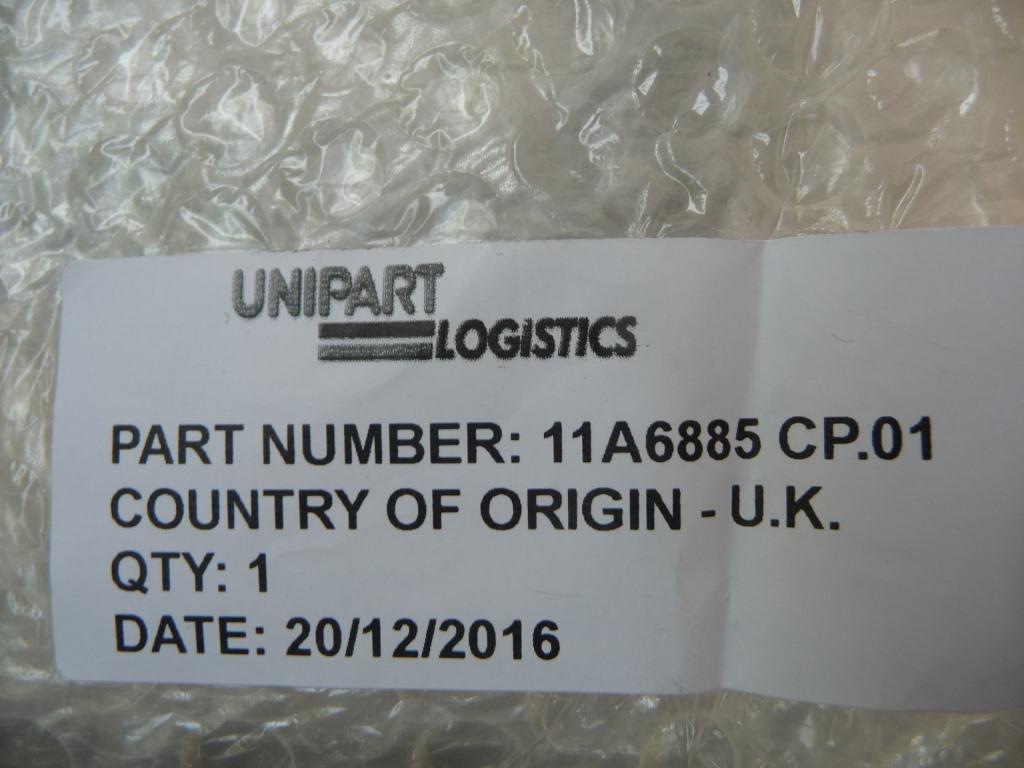 UNIPART
LOGISTICS
PART NUMBER: 11A6885 CP.01
COUNTRY OF ORIGIN - U.K.
QTY: 1
DATE: 20/12/2016